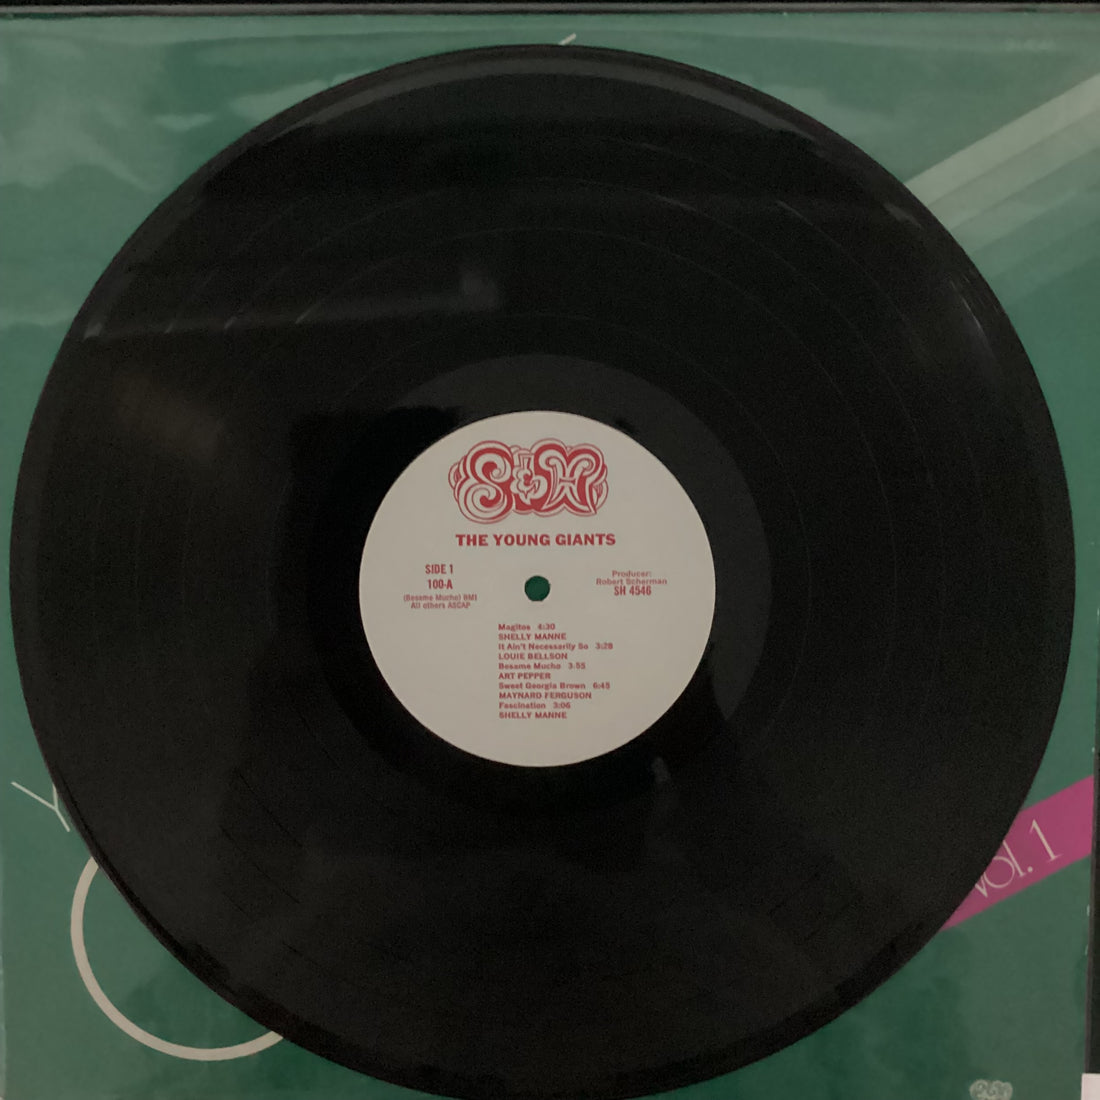 S&H
THE YOUNG GIANTS
SIDE 1
100-A
(Besame Mucho) BMI
All others ASCAP
Producer:
Robert Scherman
SH 4546
Magitos 4:30
SHELLY MANNE
It Ain't Necessarily So 3:28
LOUIE BELLSON
Besame Mucho 3:55
ART PEPPER
Sweet Georgia Brown 6:45
MAYNARD FERGUSON
Fascination 3:06
SHELLY MANNE
Y
Vol. 1